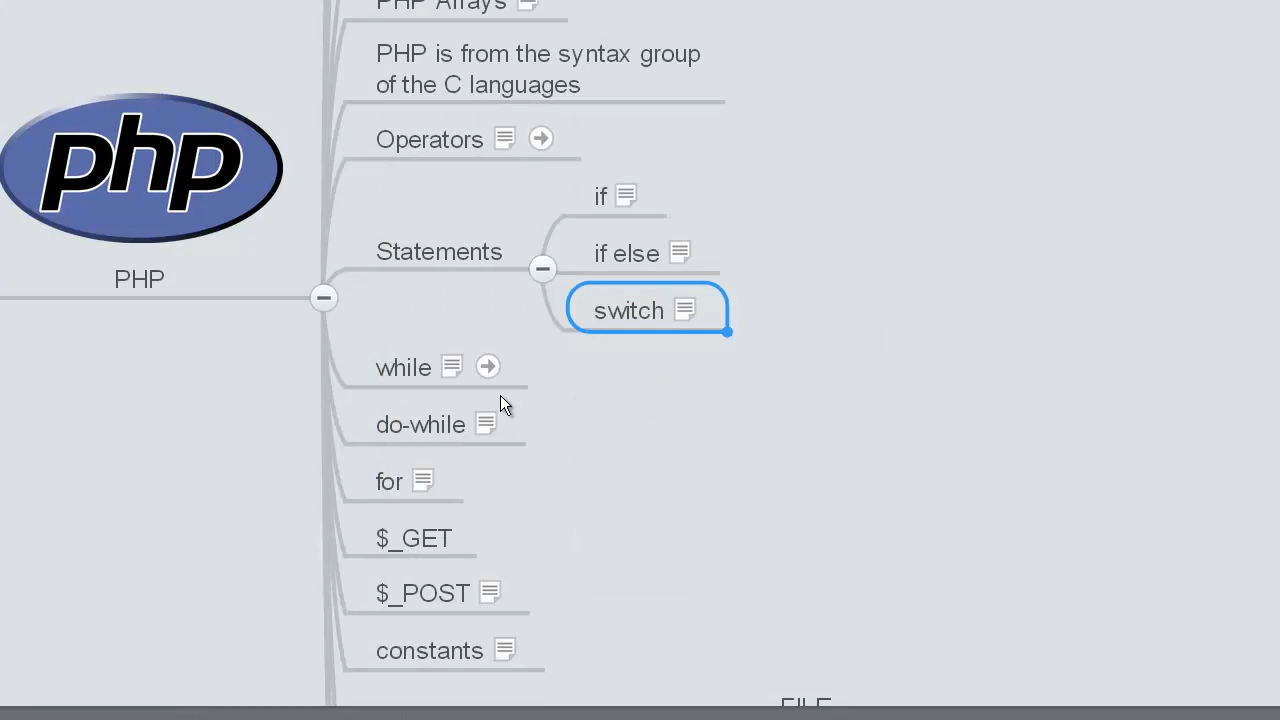 PHP Arrays
PHP is from the syntax group
of the C languages
php
Operators
if
Statements
if else
PHP
switch
while
do-while
for
$_GET
$_POST
constants
FILE